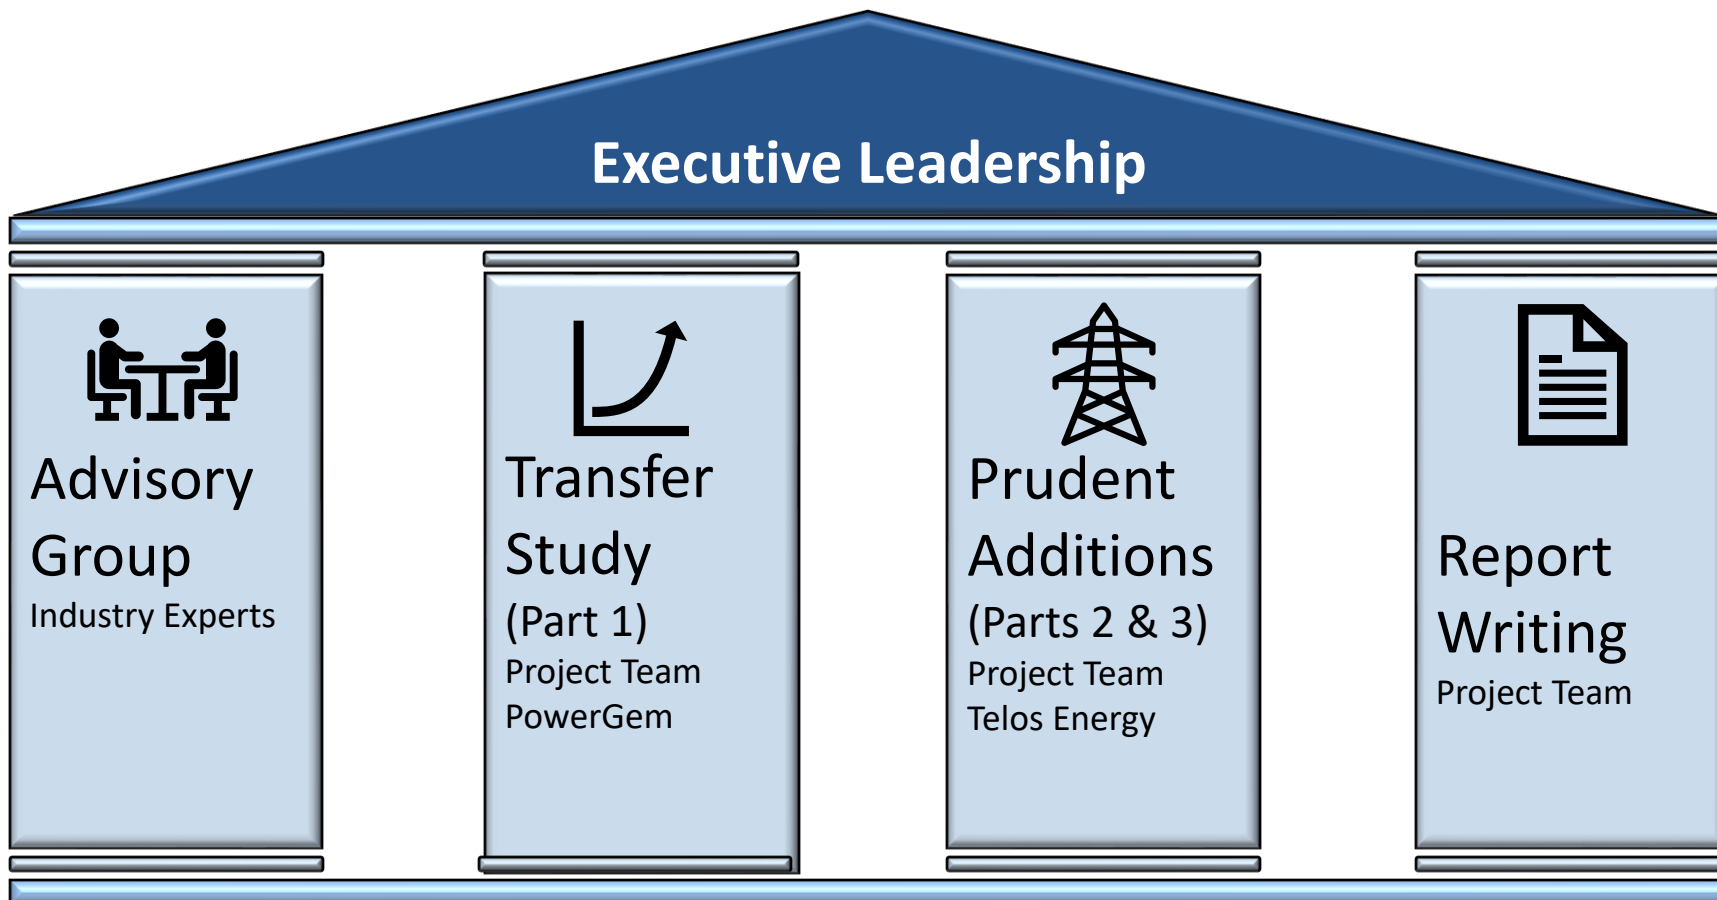 Executive Leadership
Advisory
Group
Industry Experts
Transfer
Study
(Part 1)
Project Team
PowerGem
Prudent
Additions
(Parts 2 & 3)
Project Team
Telos Energy
Report
Writing
Project Team